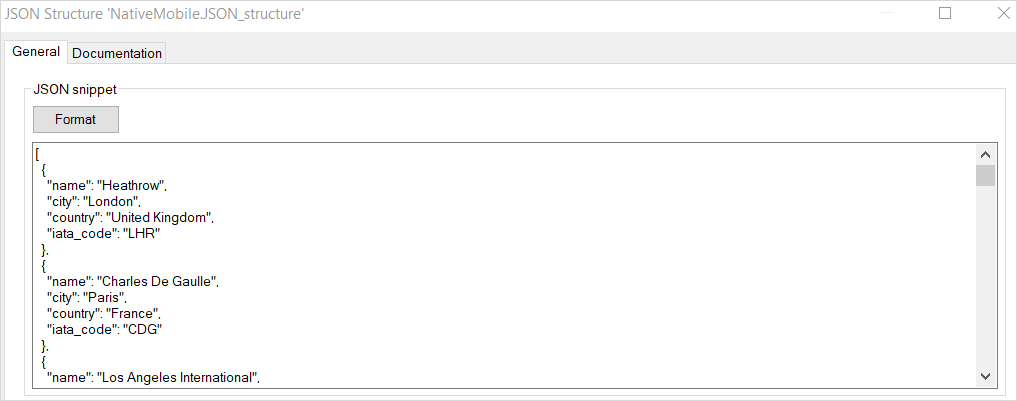 JSON Structure 'NativeMobile.JSON_structure'
General Documentation
JSON snippet
Format
[
{
"name": "Heathrow",
"city": "London",
"country": "United Kingdom",
"iata_code": "LHR"
},
{
"name": "Charles De Gaulle",
"city": "Paris",
"country": "France",
"iata_code": "CDG"
},
{
"name": "Los Angeles International",